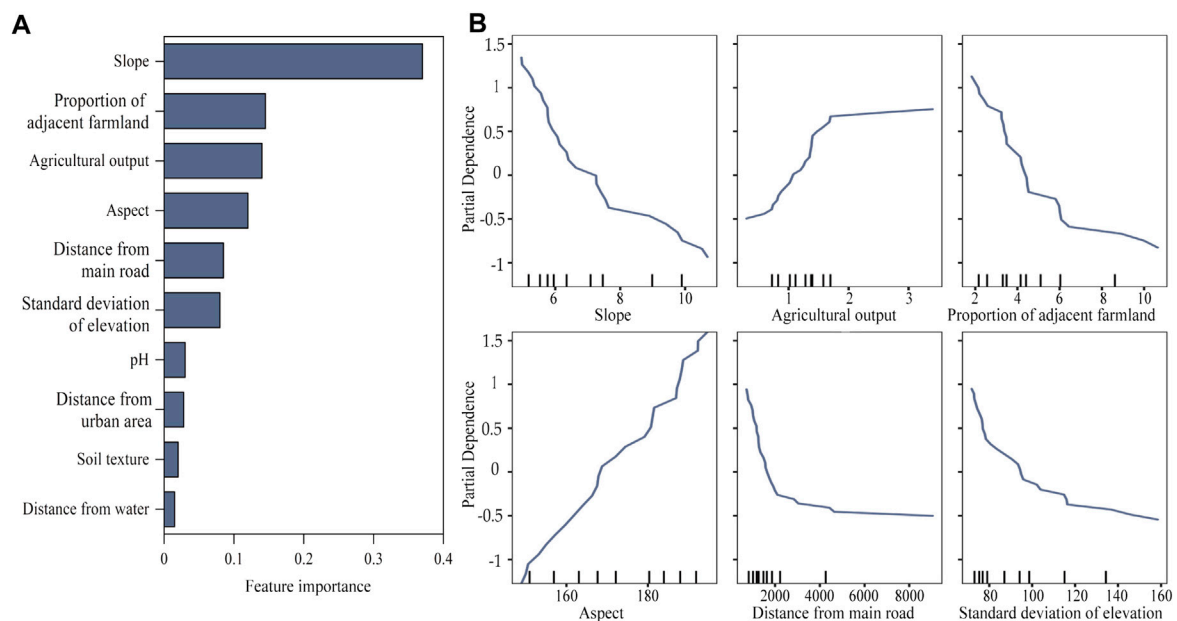 A
Slope
Proportion of
adjacent farmland
Agricultural output
Aspect
Distance from
main road
Standard deviation
of elevation
pH
Distance from
urban area
Soil texture
Distance from water
0 0.1 0.2 0.3 0.4
Feature importance
B
Partial Dependence
1.5
1
0.5
0
-0.5
-1
6 8 10
Slope
1 2 3
Agricultural output
2 4 6 8 10
Proportion of adjacent farmland
Partial Dependence
1.5
1
0.5
0
-0.5
-1
160 180
Aspect
2000 4000 6000 8000
Distance from main road
80 100 120 140 160
Standard deviation of elevation